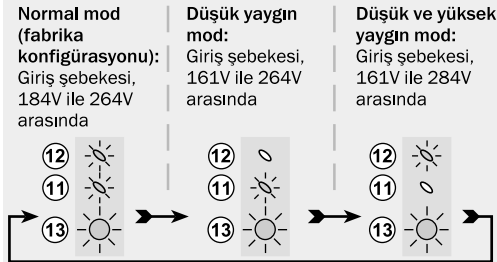 Normal mod
(fabrika
konfigürasyonu):
Giriş şebekesi,
184V ile 264V
arasında
Düşük yaygın
mod:
Giriş şebekesi,
161V ile 264V
arasında
Düşük ve yüksek
yaygın mod:
Giriş şebekesi,
161V ile 284V
arasında
12
11
13
12
11
13
12
11
13